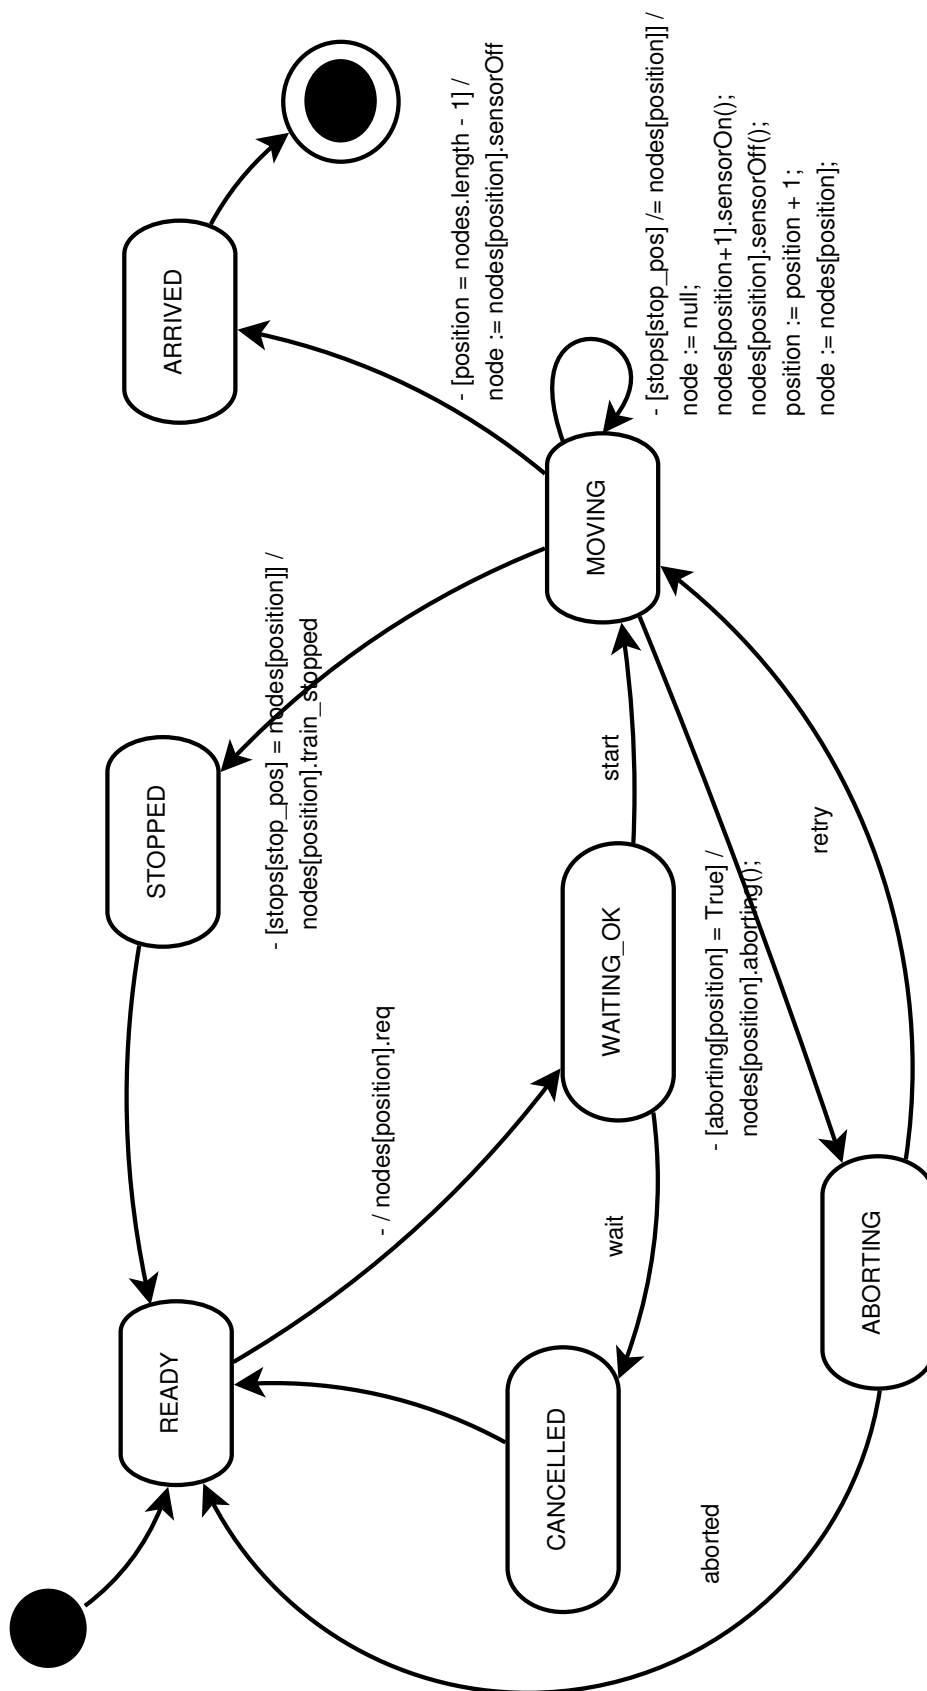 READY
STOPPED
ARRIVED
- / nodes[position].req
- [stops[stop_pos] = nodes[position]] /
nodes[position].train_stopped
- [position = nodes.length - 1] /
node := nodes[position].sensorOff
CANCELLED
wait
WAITING_OK
start
MOVING
- [stops[stop_pos] /= nodes[position]] /
node := null;
nodes[position+1].sensorOn();
nodes[position].sensorOff();
position := position + 1;
node := nodes[position];
aborted
- [aborting[position] = True] /
nodes[position].aborting();
retry
ABORTING